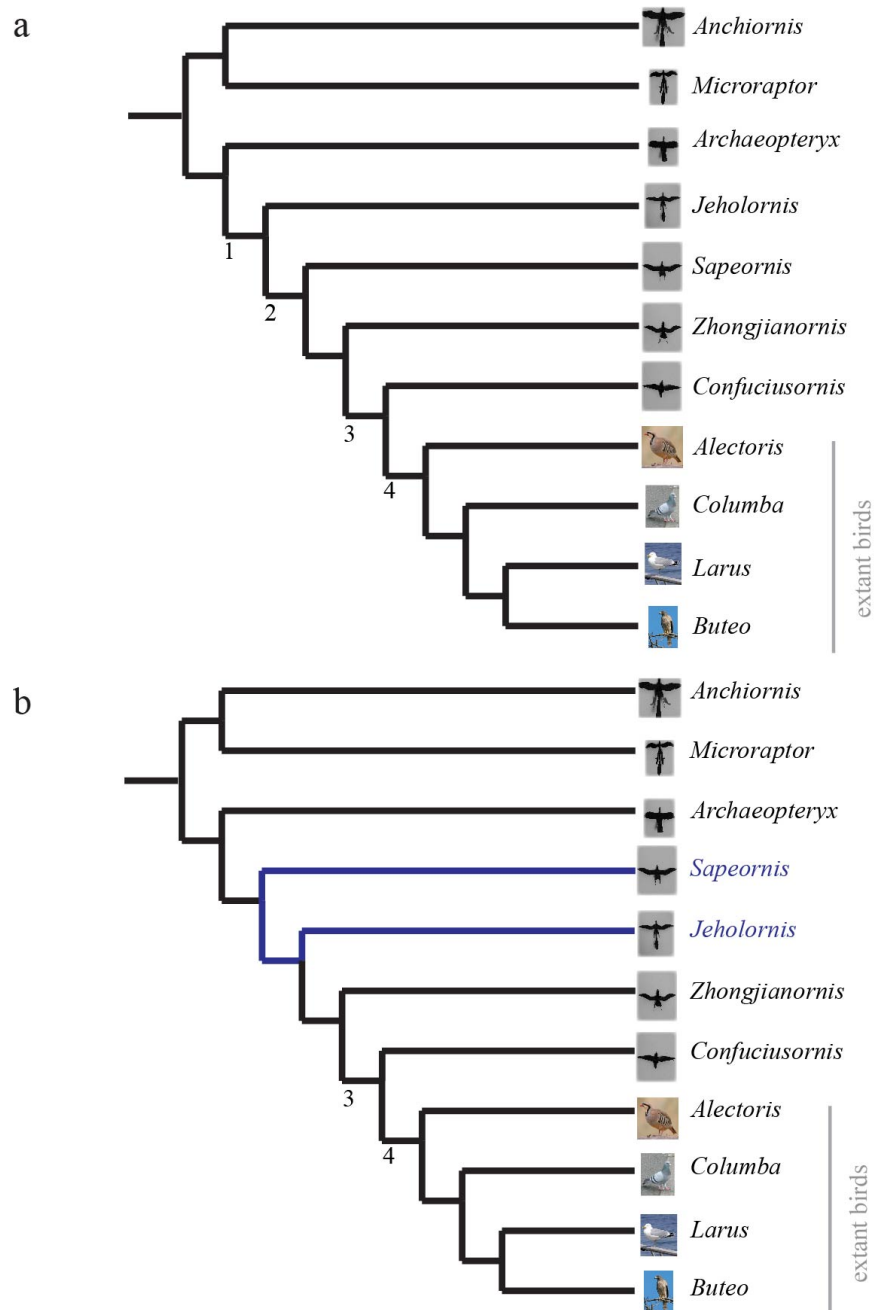 a
Anchiornis
Microraptor
Archaeopteryx
Jeholornis
1
Sapeornis
2
Zhongjianornis
Confuciusornis
3
Alectoris
4
Columba
Larus
Buteo
extant birds
b
Anchiornis
Microraptor
Archaeopteryx
Sapeornis
Jeholornis
Zhongjianornis
Confuciusornis
3
Alectoris
4
Columba
Larus
Buteo
extant birds